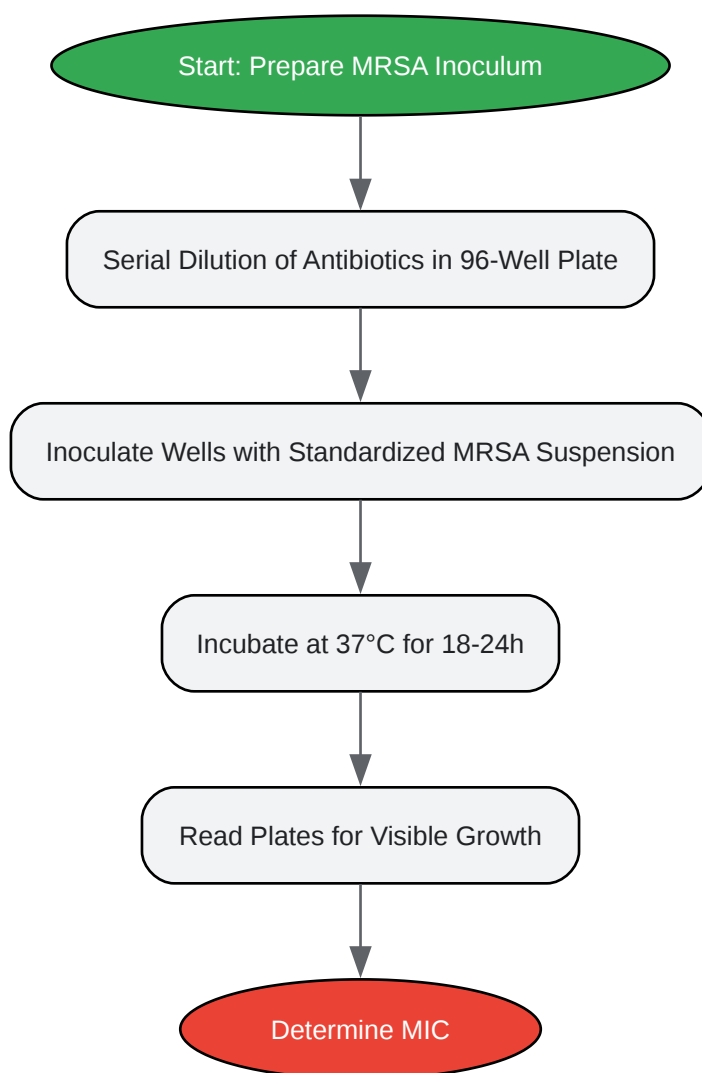 Start: Prepare MRSA Inoculum
Serial Dilution of Antibiotics in 96-Well Plate
Inoculate Wells with Standardized MRSA Suspension
Incubate at 37°C for 18-24h
Read Plates for Visible Growth
Determine MIC